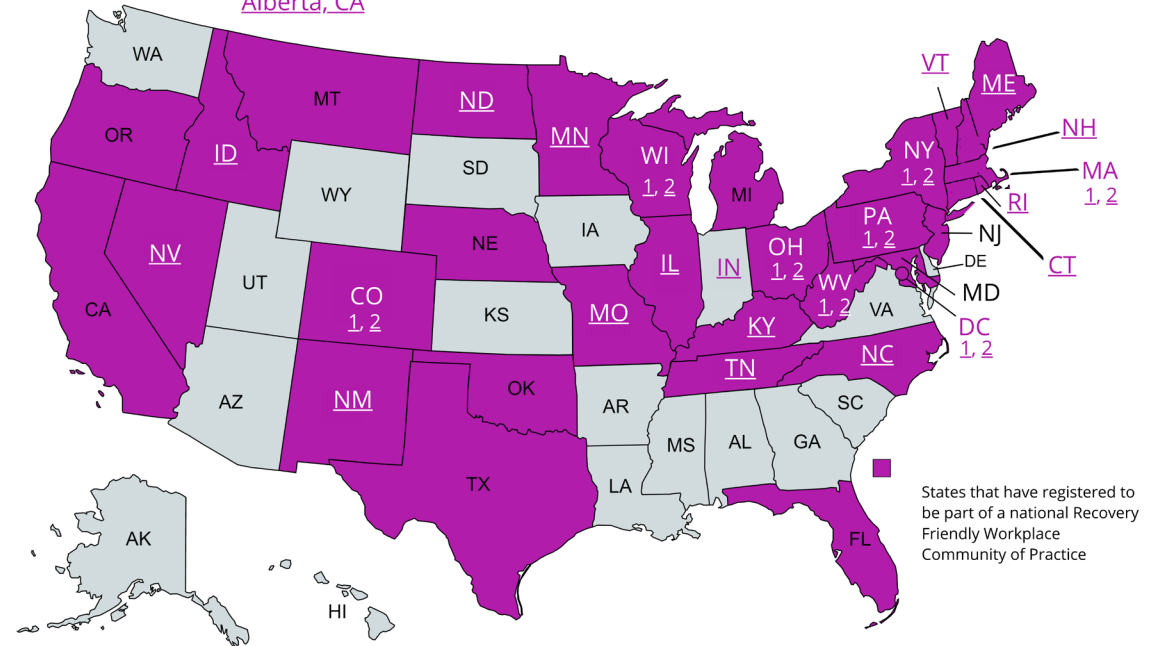 Alberta, CA
WA
MT
ND
MN
VT
ME
OR
ID
SD
WI
1, 2
NY
1, 2
NH
MA
1, 2
WY
MI
RI
NV
UT
NE
IA
PA
1, 2
NJ
CT
CA
CO
1, 2
KS
MO
IL
IN
OH
1, 2
WV
1, 2
DE
MD
VA
DC
1, 2
KY
AZ
NM
OK
AR
TN
NC
SC
MS
AL
GA
TX
LA
FL
AK
HI
States that have registered to
be part of a national Recovery
Friendly Workplace
Community of Practice